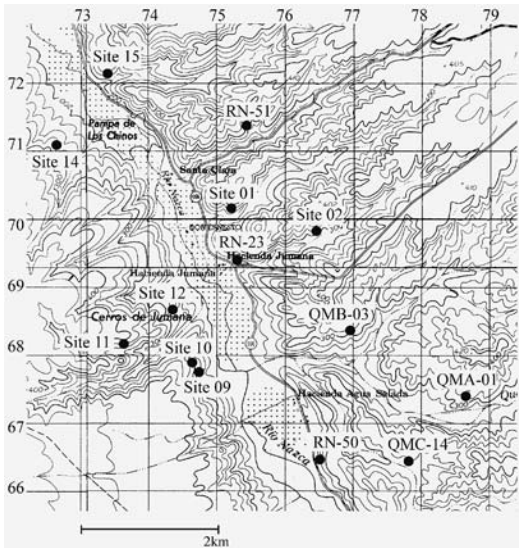 73 74 75 76 77 78 79
Site 15
72
RN-51
Pampa de
Los Chinos
71
Site 14
Santa Clara
Site 01
Site 02
70
RN-23
Hacienda Jumana
Hacienda Jumana
69
Site 12
Cerros de Jumana
QMB-03
Site 11
68
Site 10
Site 09
QMA-01
Hacienda Agua Salada
67
Río Nazca
RN-50
QMC-14
66
2km